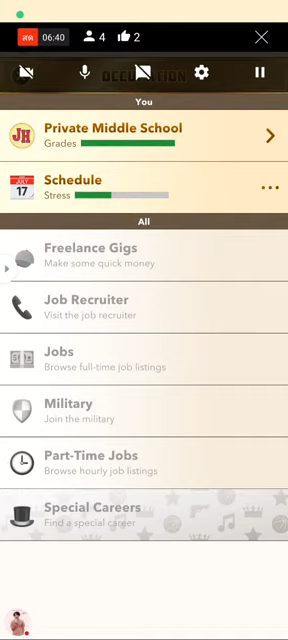 สด 06:40 4 2
OCCUPATION
You
JH
Private Middle School
Grades
JULY
17
Schedule
Stress
All
Freelance Gigs
Make some quick money
Job Recruiter
Visit the job recruiter
Jobs
Browse full-time job listings
Military
Join the military
Part-Time Jobs
Browse hourly job listings
Special Careers
Find a special career